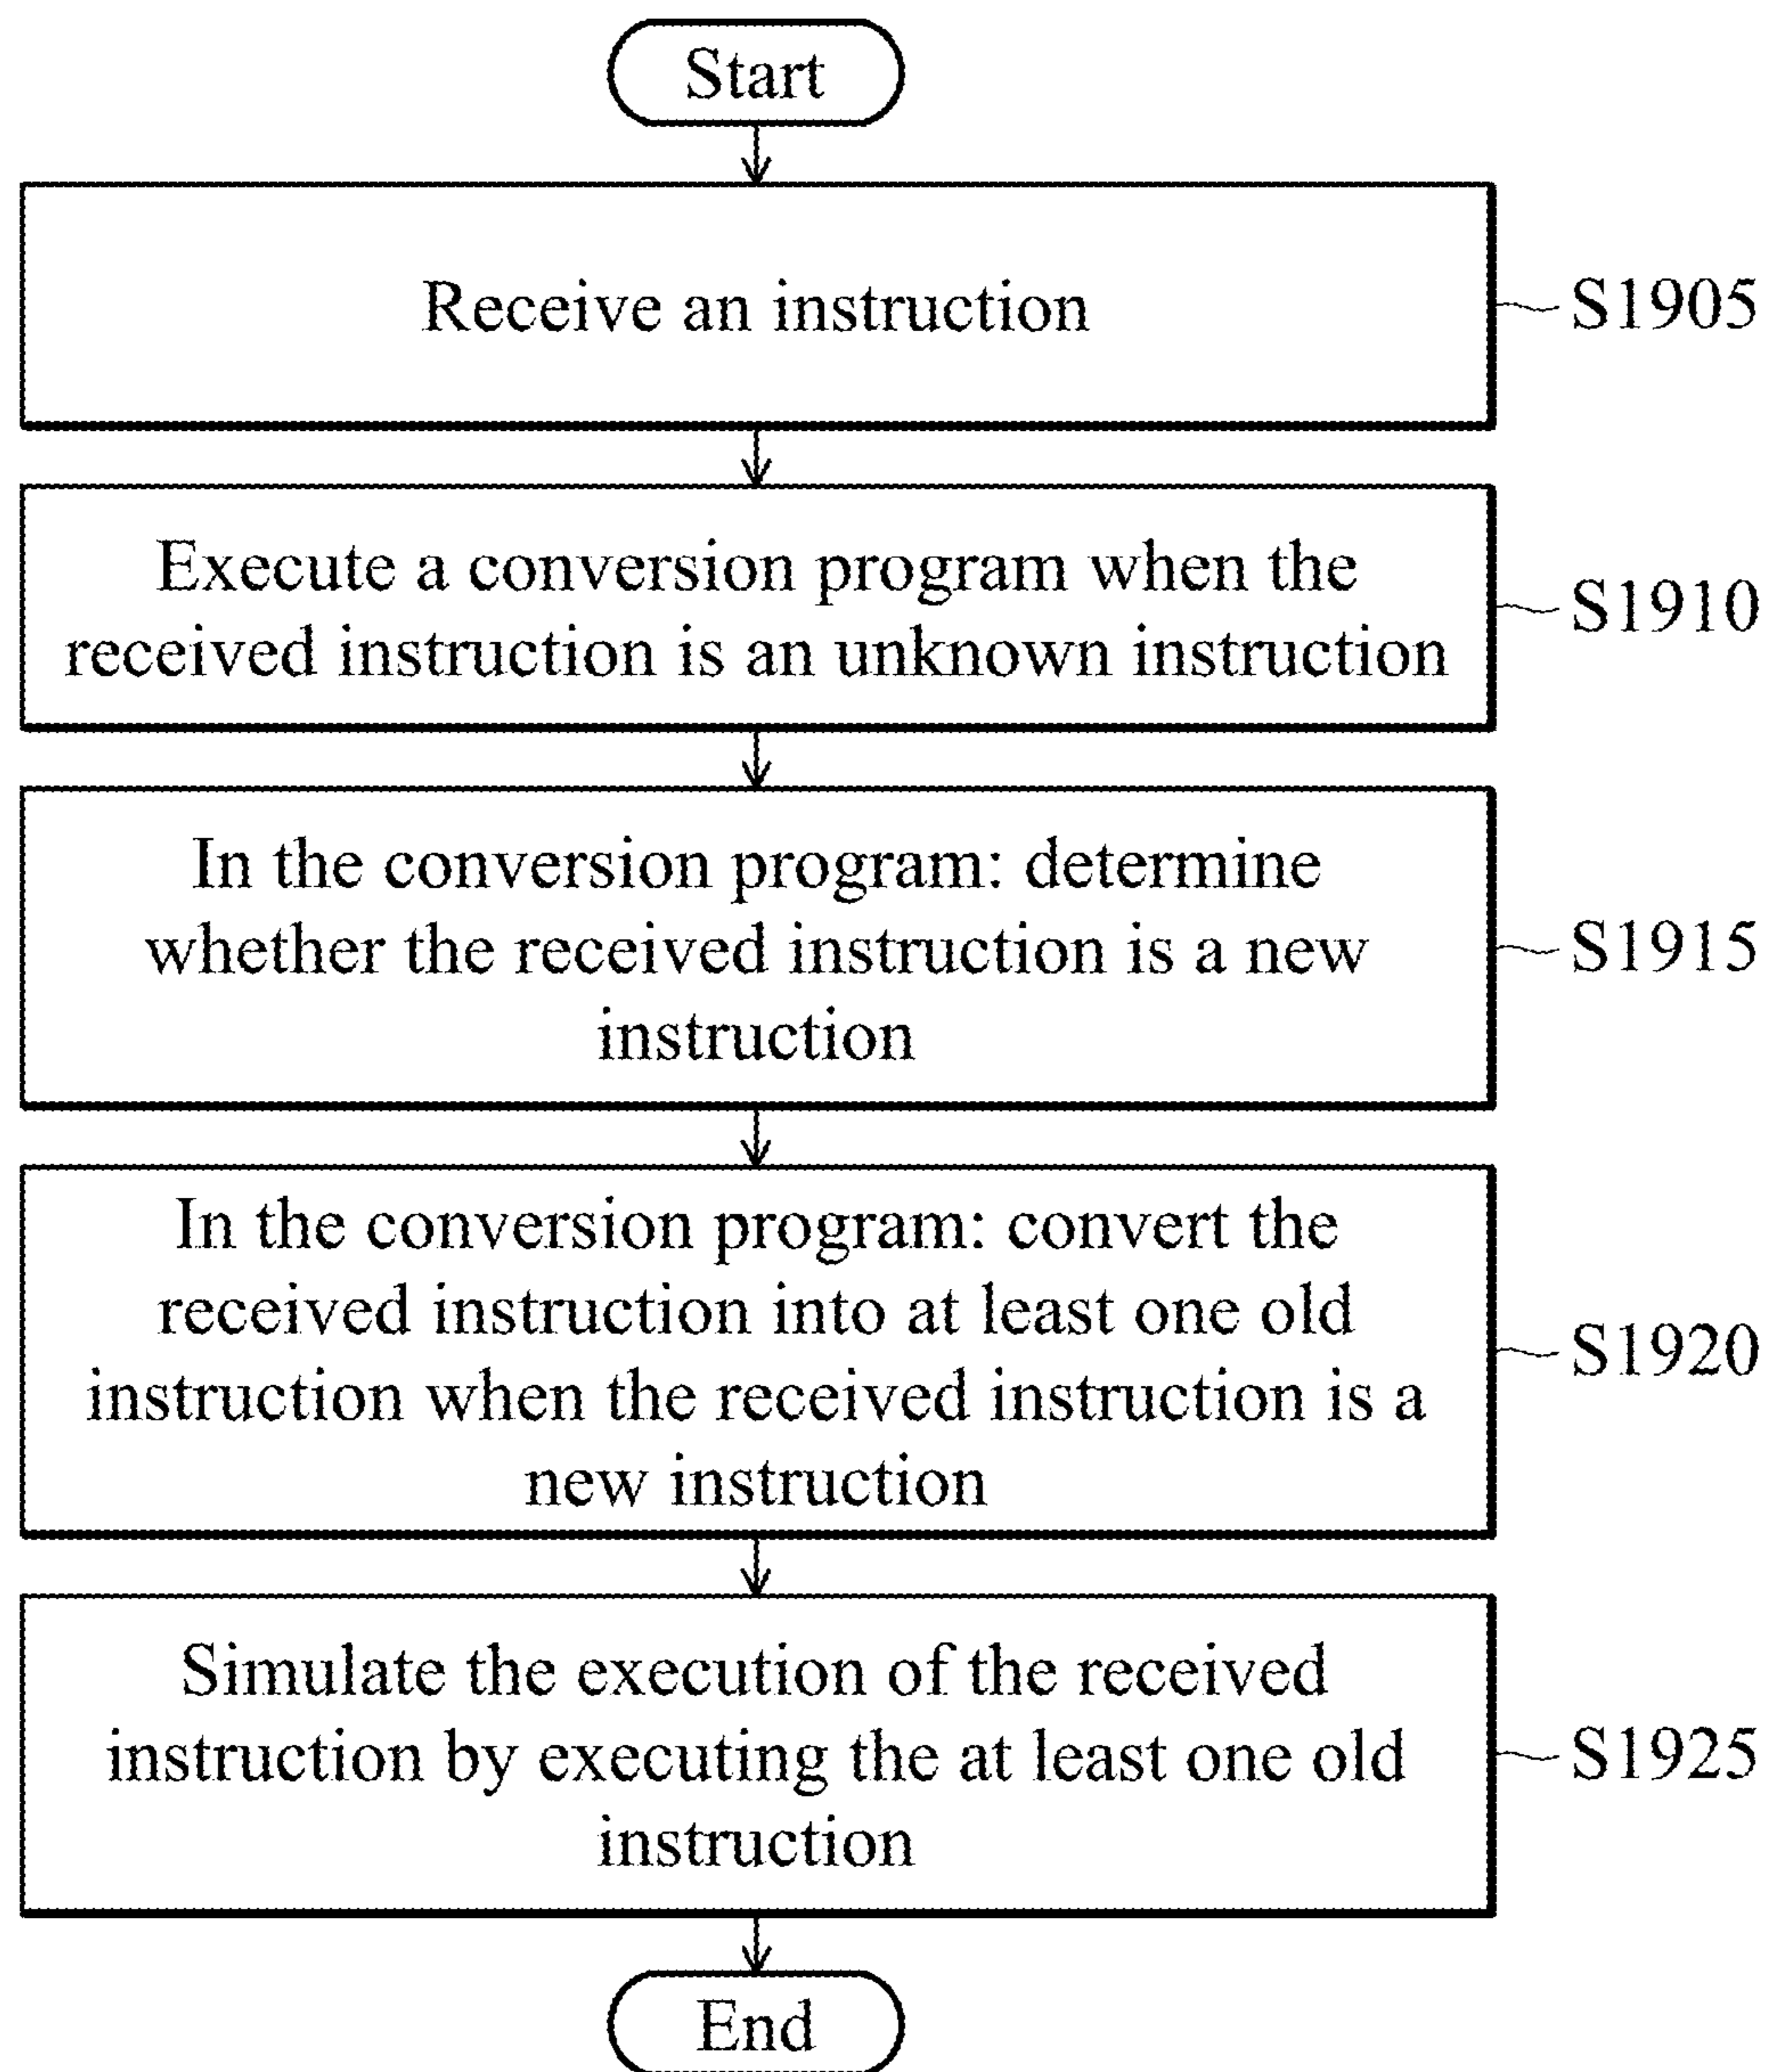 Start
Receive an instruction
S1905
Execute a conversion program when the
received instruction is an unknown instruction
S1910
In the conversion program: determine
whether the received instruction is a new
instruction
S1915
In the conversion program: convert the
received instruction into at least one old
instruction when the received instruction is a
new instruction
S1920
Simulate the execution of the received
instruction by executing the at least one old
instruction
S1925
End